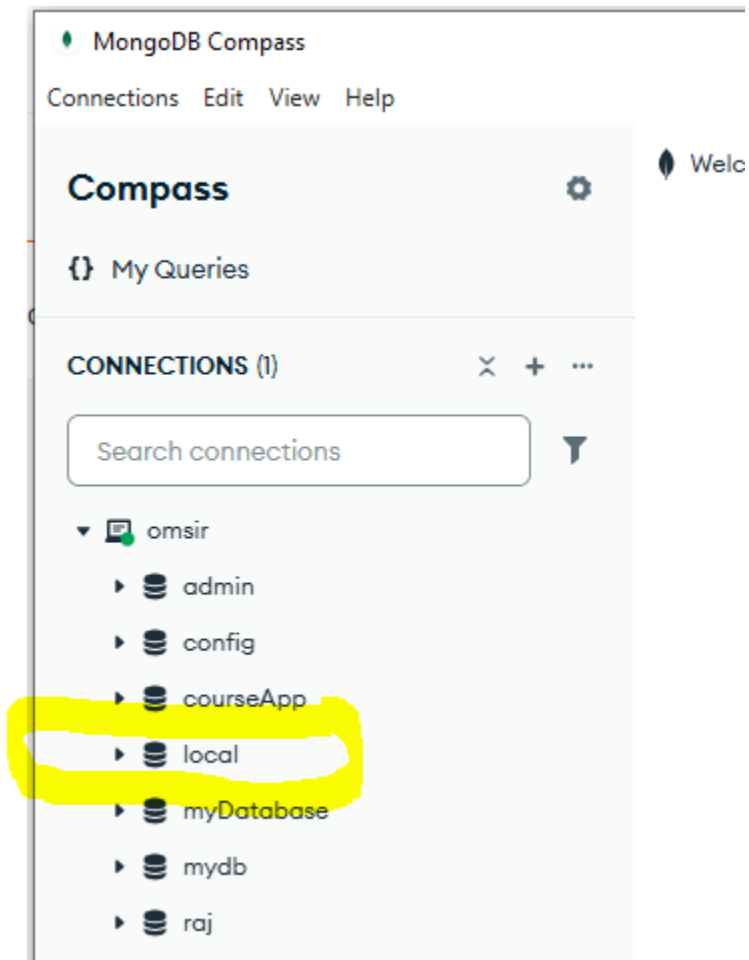 MongoDB Compass
Connections Edit View Help
Welc
Compass
{} My Queries
CONNECTIONS (1)
Search connections
omsir
admin
config
courseApp
local
myDatabase
mydb
raj